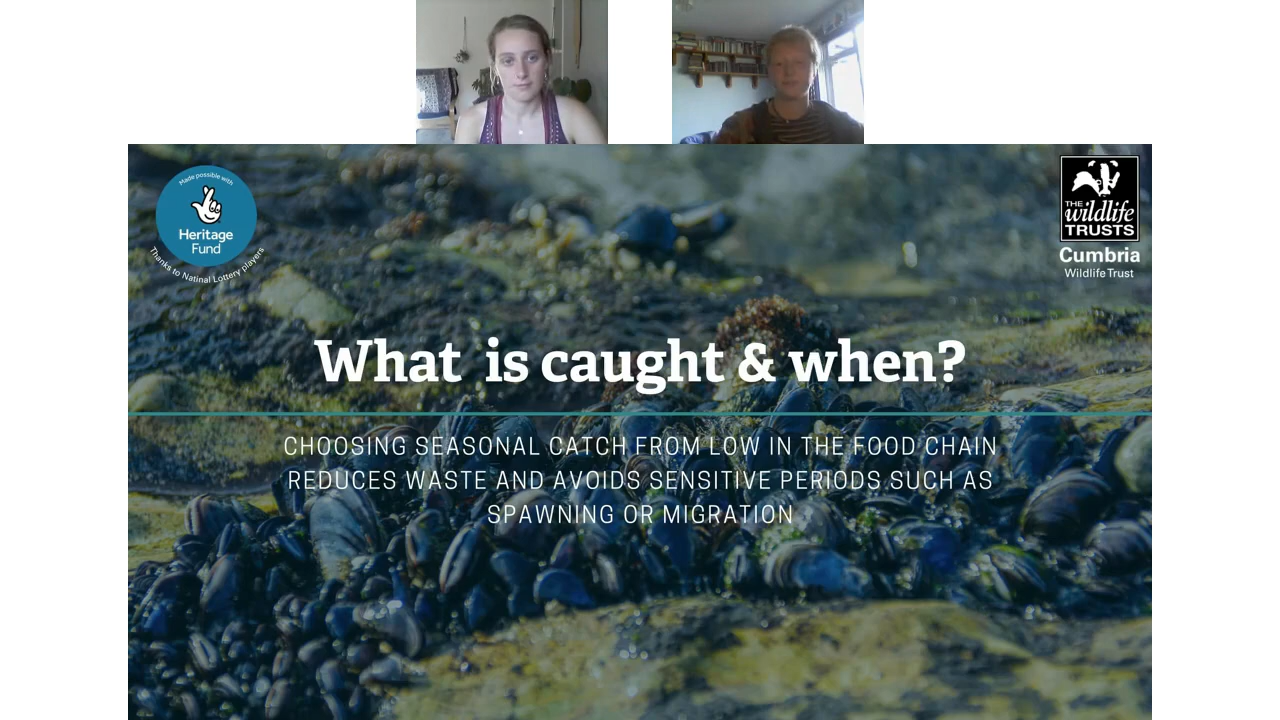 Made possible with
Heritage
Fund
Thanks to Natinal Lottery players
THE
wildlife
TRUSTS
Cumbria
Wildlife Trust
What is caught & when?
CHOOSING SEASONAL CATCH FROM LOW IN THE FOOD CHAIN
REDUCES WASTE AND AVOIDS SENSITIVE PERIODS SUCH AS
SPAWNING OR MIGRATION